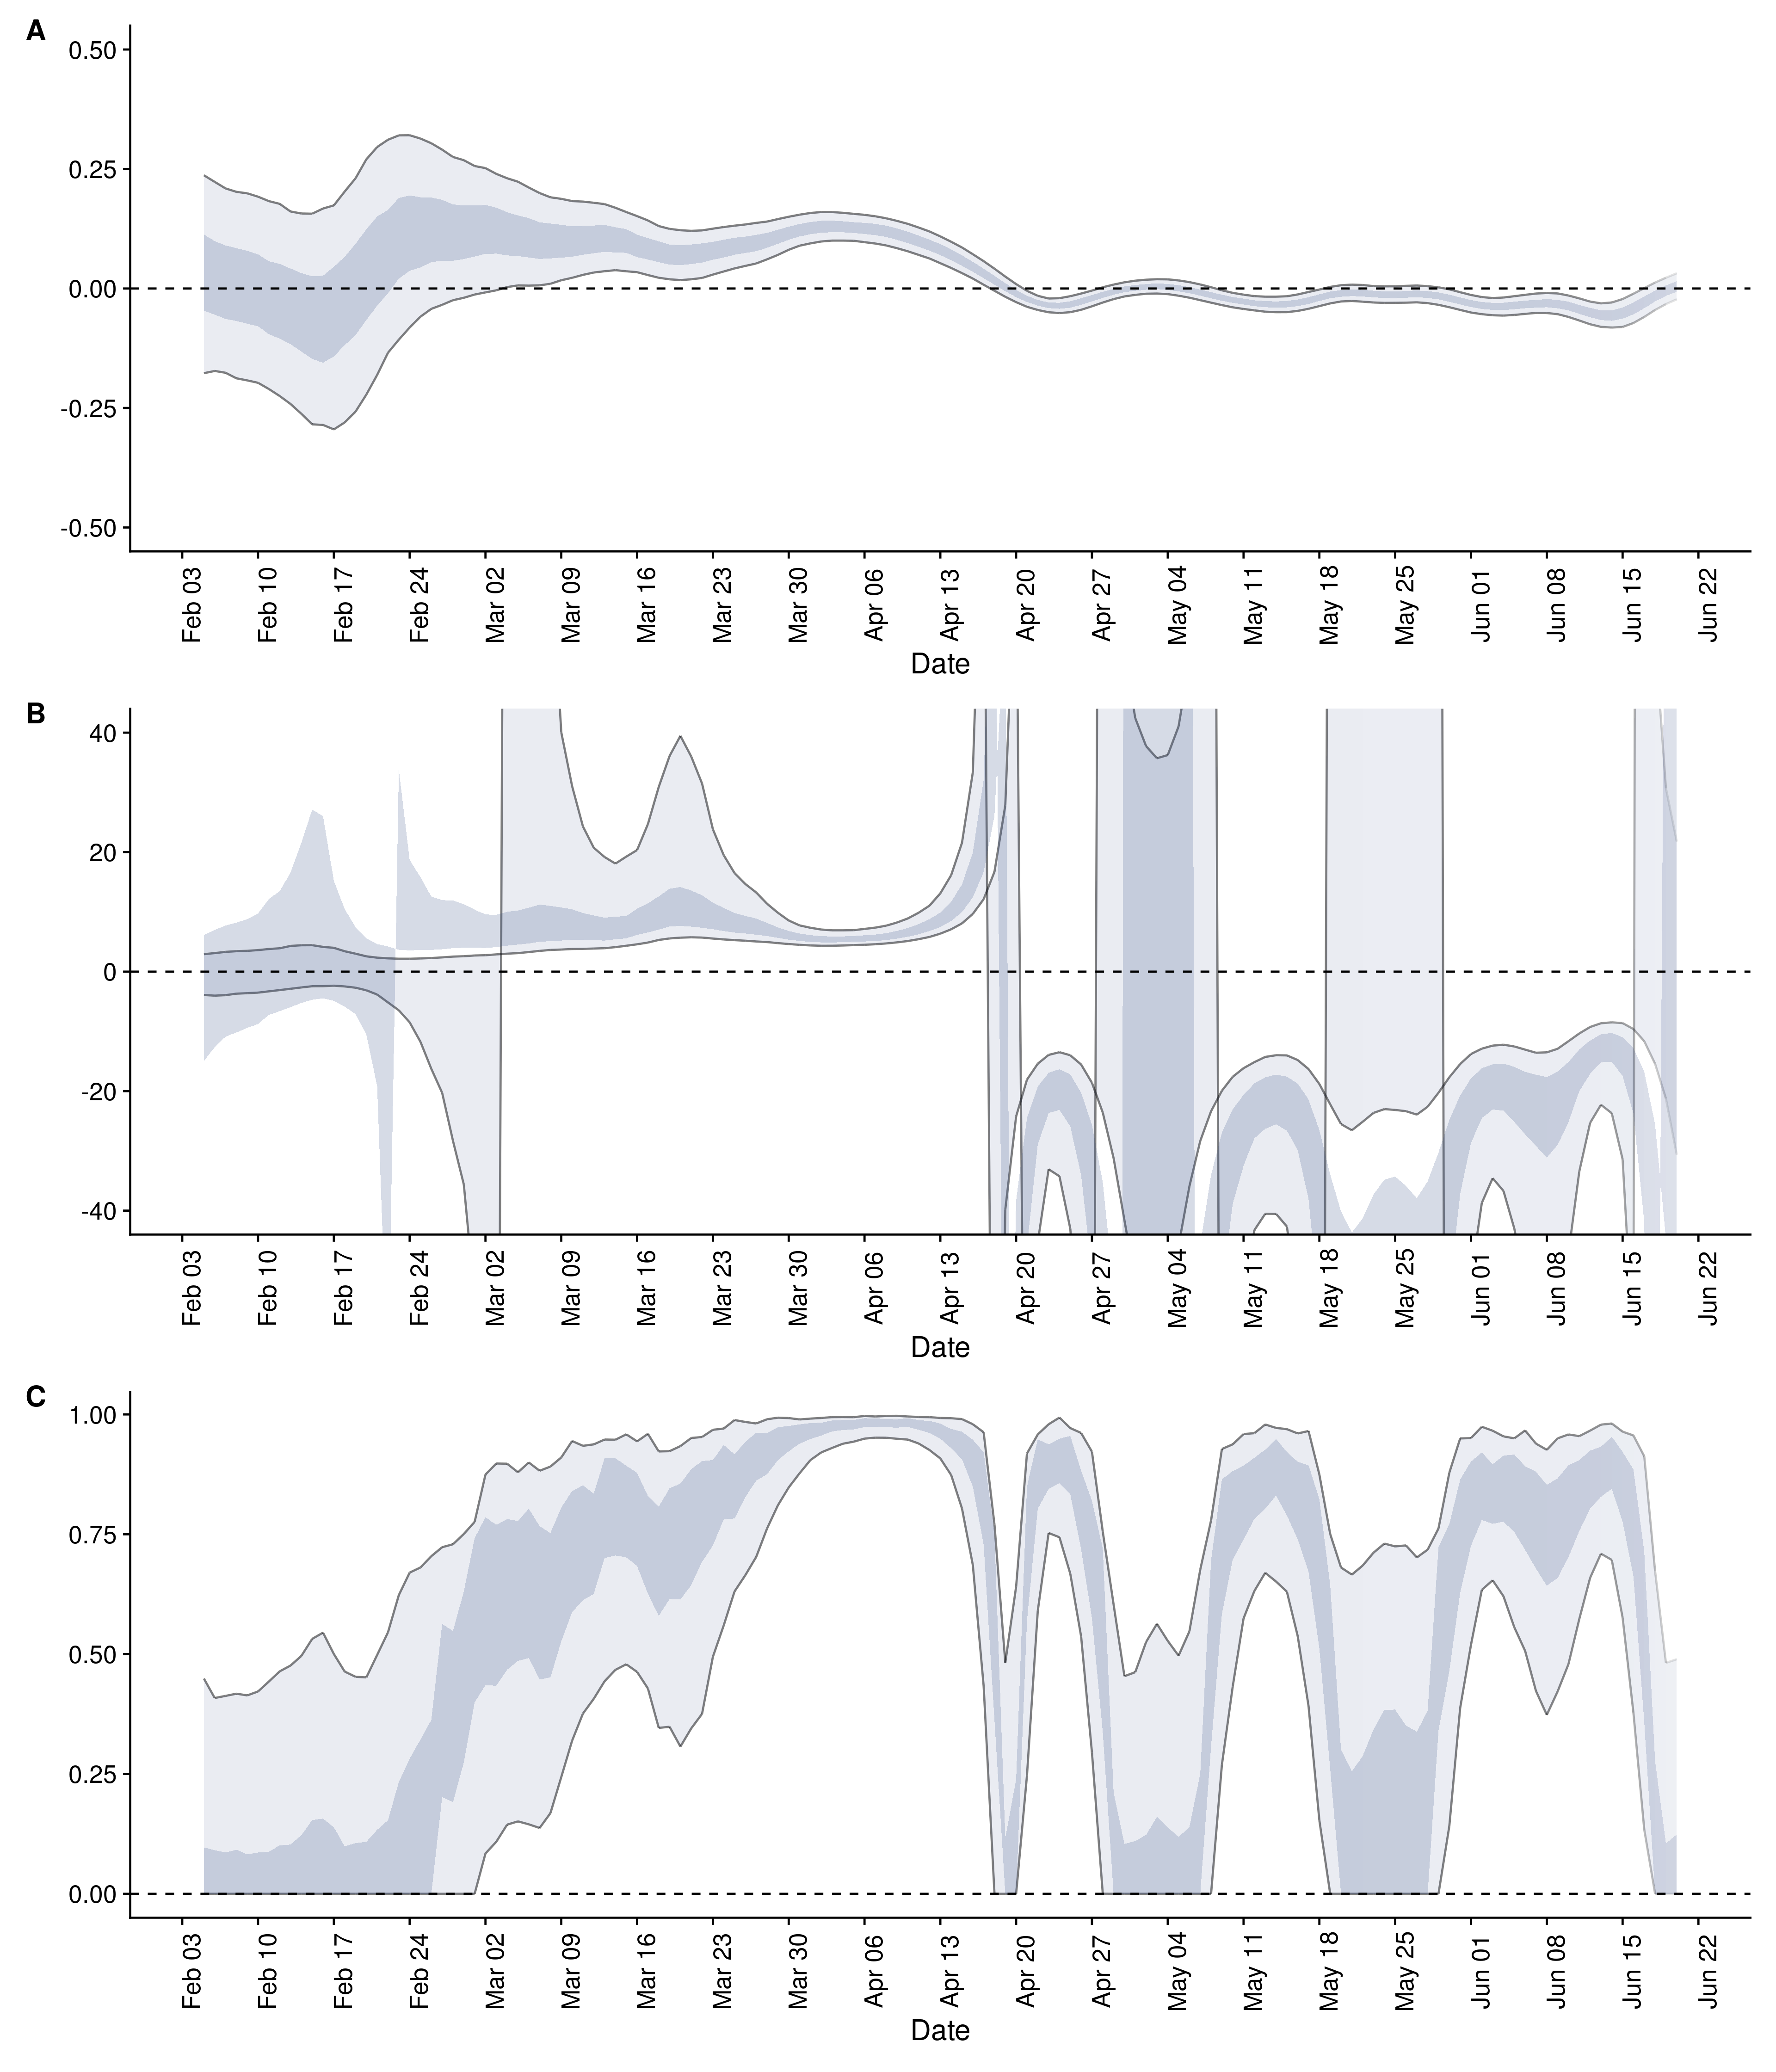 A
0.50
0.25
0.00
-0.25
-0.50
Feb 03
Feb 10
Feb 17
Feb 24
Mar 02
Mar 09
Mar 16
Mar 23
Mar 30
Apr 06
Apr 13
Apr 20
Apr 27
May 04
May 11
May 18
May 25
Jun 01
Jun 08
Jun 15
Jun 22
Date
B
40
20
0
-20
-40
Feb 03
Feb 10
Feb 17
Feb 24
Mar 02
Mar 09
Mar 16
Mar 23
Mar 30
Apr 06
Apr 13
Apr 20
Apr 27
May 04
May 11
May 18
May 25
Jun 01
Jun 08
Jun 15
Jun 22
Date
C
1.00
0.75
0.50
0.25
0.00
Feb 03
Feb 10
Feb 17
Feb 24
Mar 02
Mar 09
Mar 16
Mar 23
Mar 30
Apr 06
Apr 13
Apr 20
Apr 27
May 04
May 11
May 18
May 25
Jun 01
Jun 08
Jun 15
Jun 22
Date